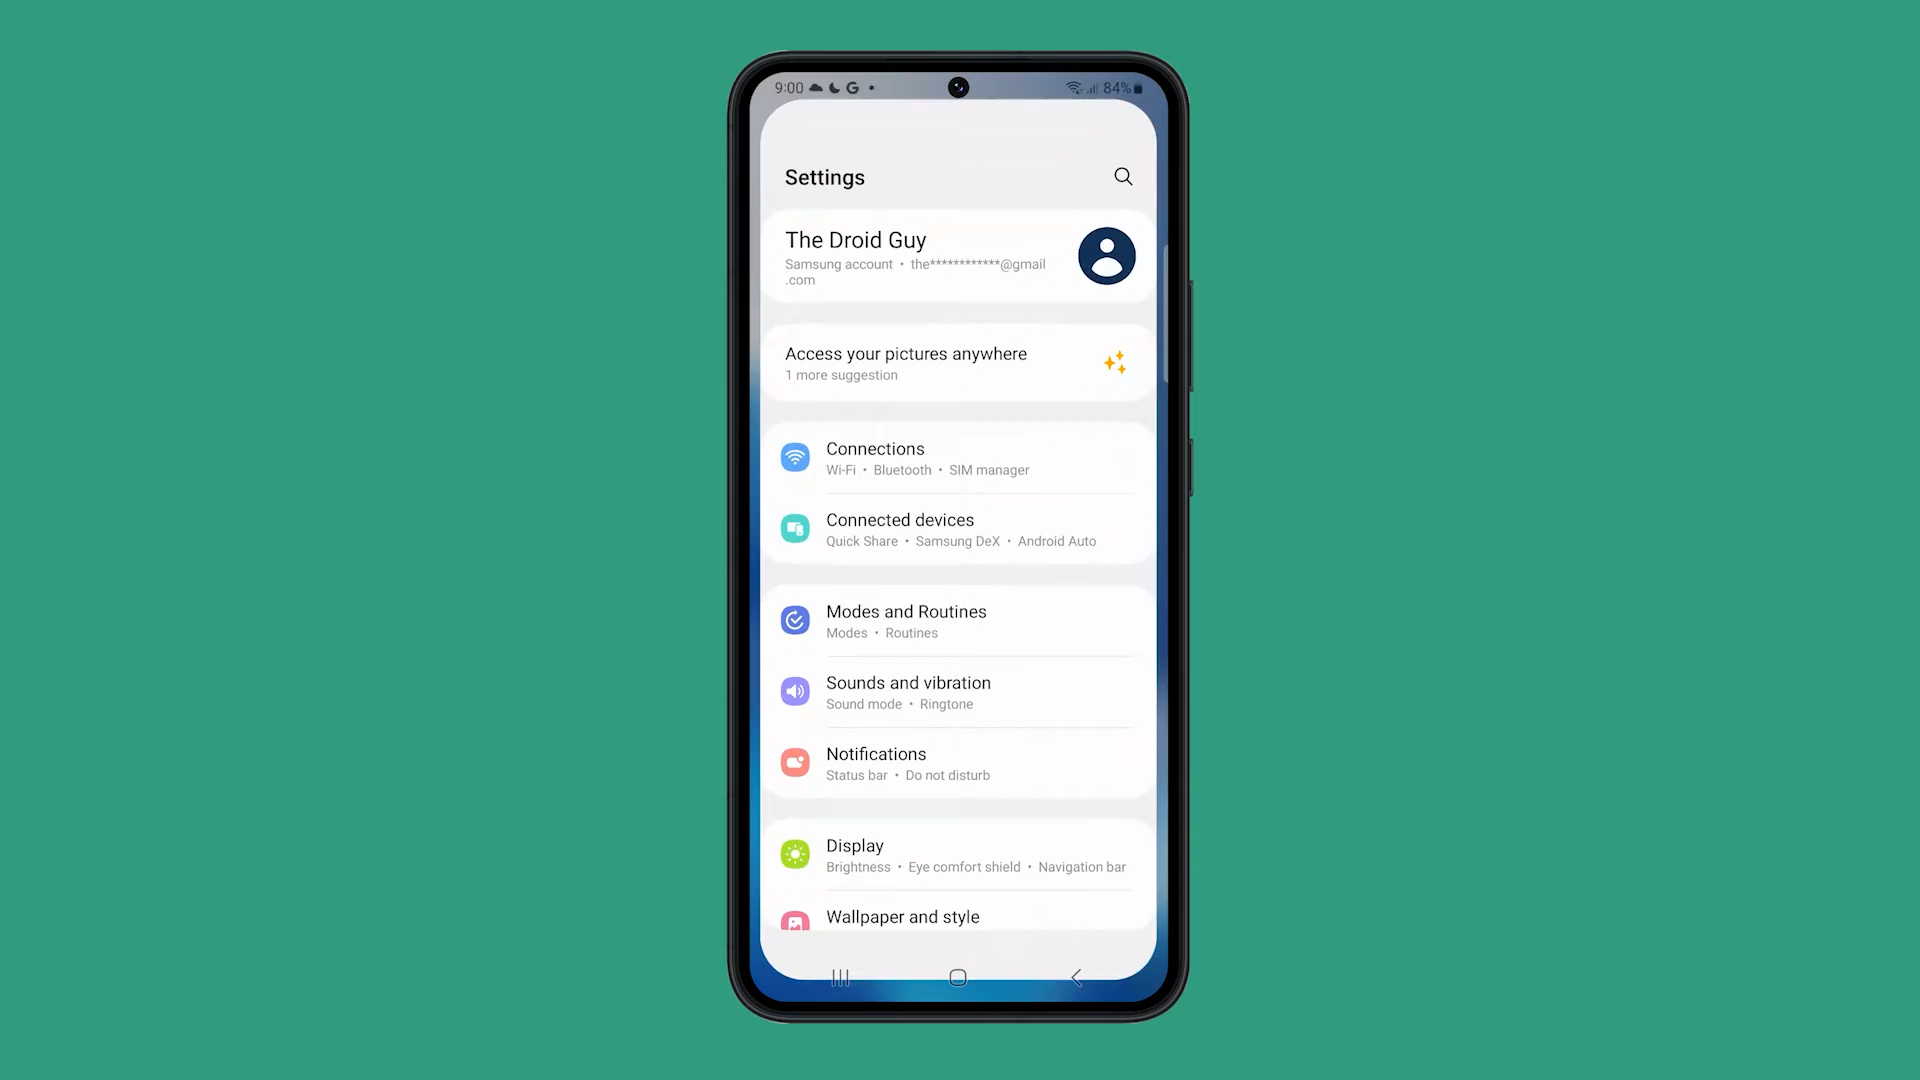 9:00 84%
Settings
The Droid Guy
Samsung account • the************@gmail
.com
Access your pictures anywhere
1 more suggestion
Connections
Wi-Fi • Bluetooth • SIM manager
Connected devices
Quick Share • Samsung DeX • Android Auto
Modes and Routines
Modes • Routines
Sounds and vibration
Sound mode • Ringtone
Notifications
Status bar • Do not disturb
Display
Brightness • Eye comfort shield • Navigation bar
Wallpaper and style